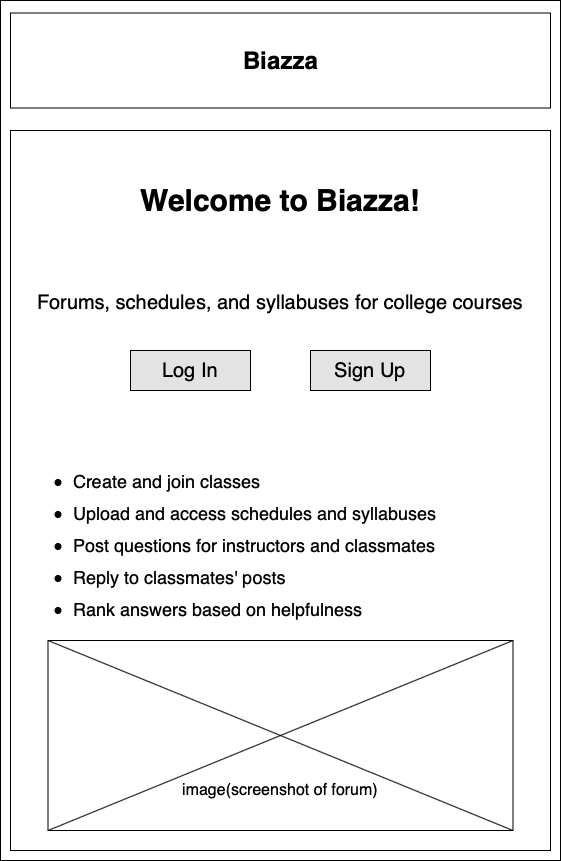 Biazza
Welcome to Biazza!
Forums, schedules, and syllabuses for college courses
Log In
Sign Up
• Create and join classes
• Upload and access schedules and syllabuses
• Post questions for instructors and classmates
• Reply to classmates' posts
• Rank answers based on helpfulness
image(screenshot of forum)